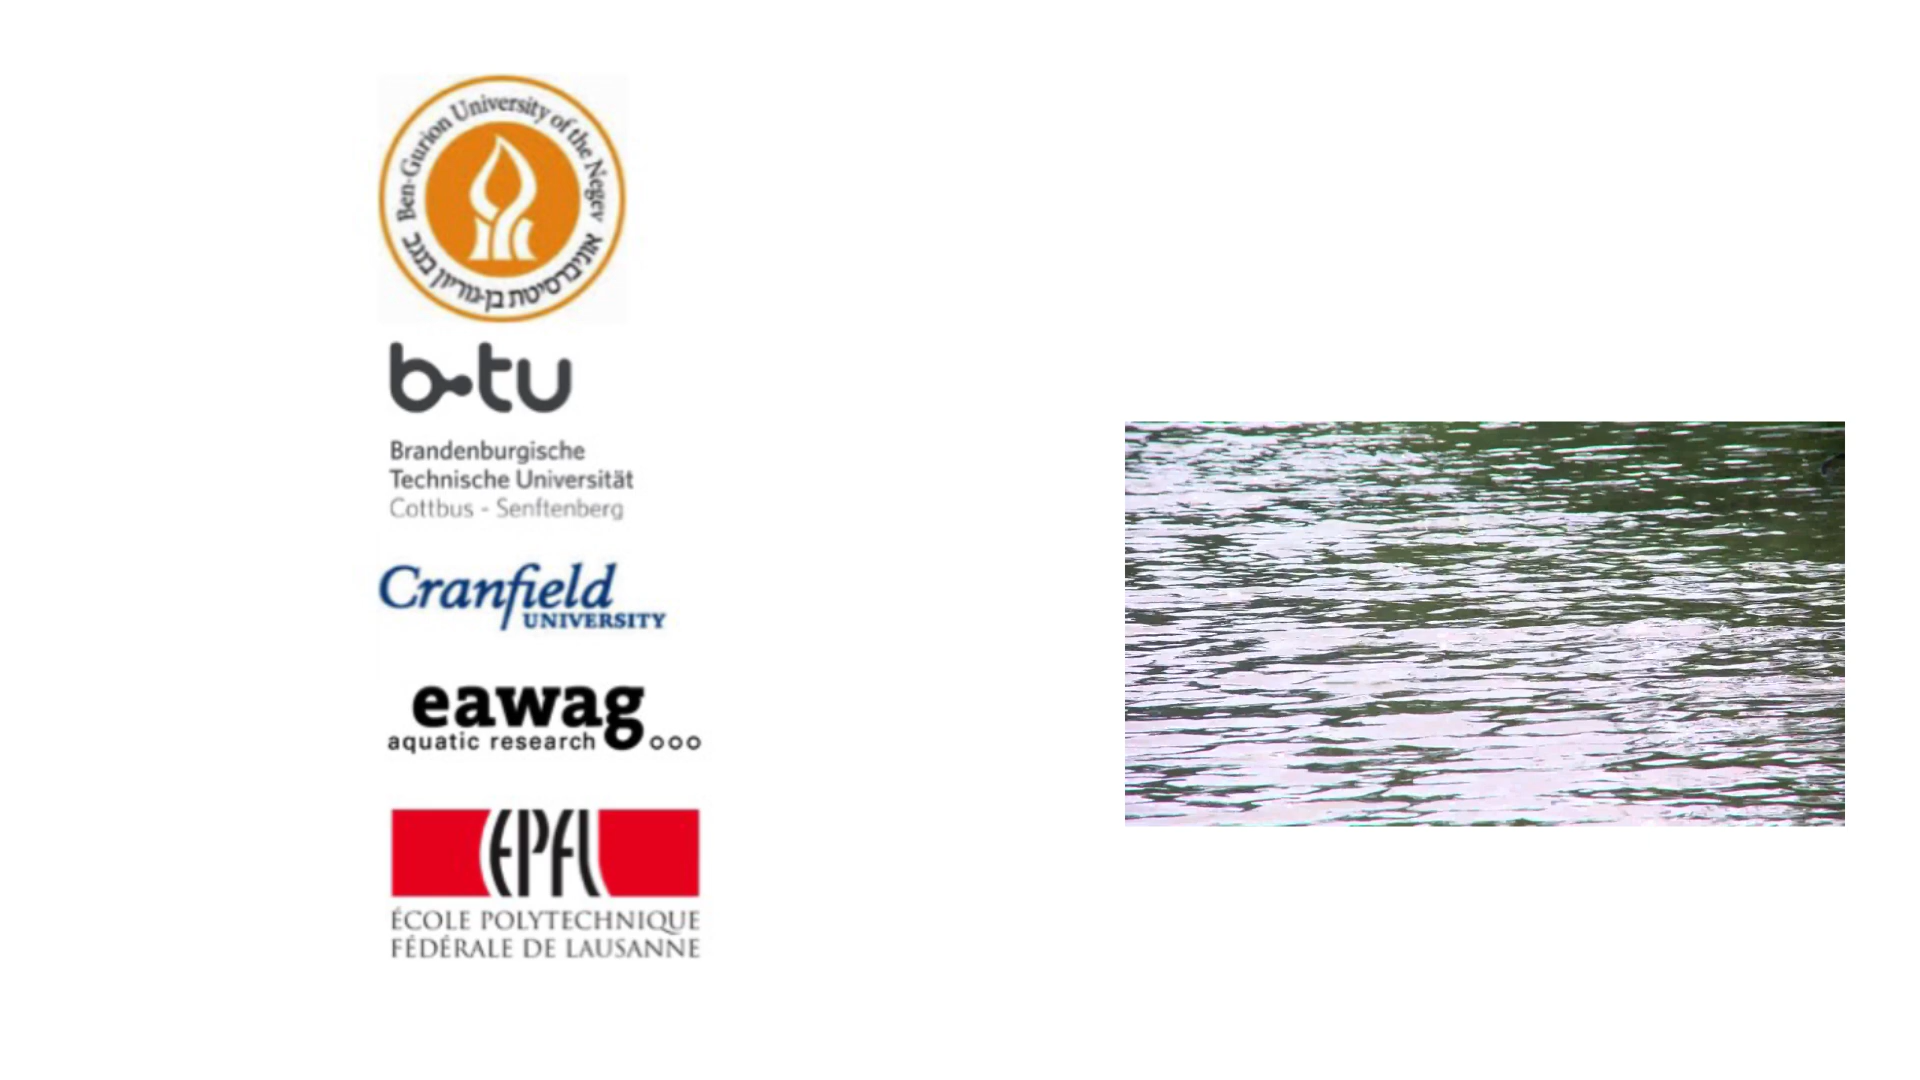 Ben-Gurion University of the Negev
אוניברסיטת בן-גוריון בנגב
b-tu
Brandenburgische
Technische Universität
Cottbus - Senftenberg
Cranfield
UNIVERSITY
eawag
aquatic research
EPFL
ÉCOLE POLYTECHNIQUE
FÉDÉRALE DE LAUSANNE